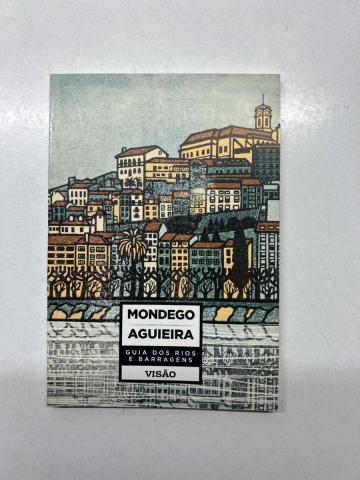 MONDEGO
AGUIEIRA
GUIA DOS RIOS
E BARRAGENS
VISÃO